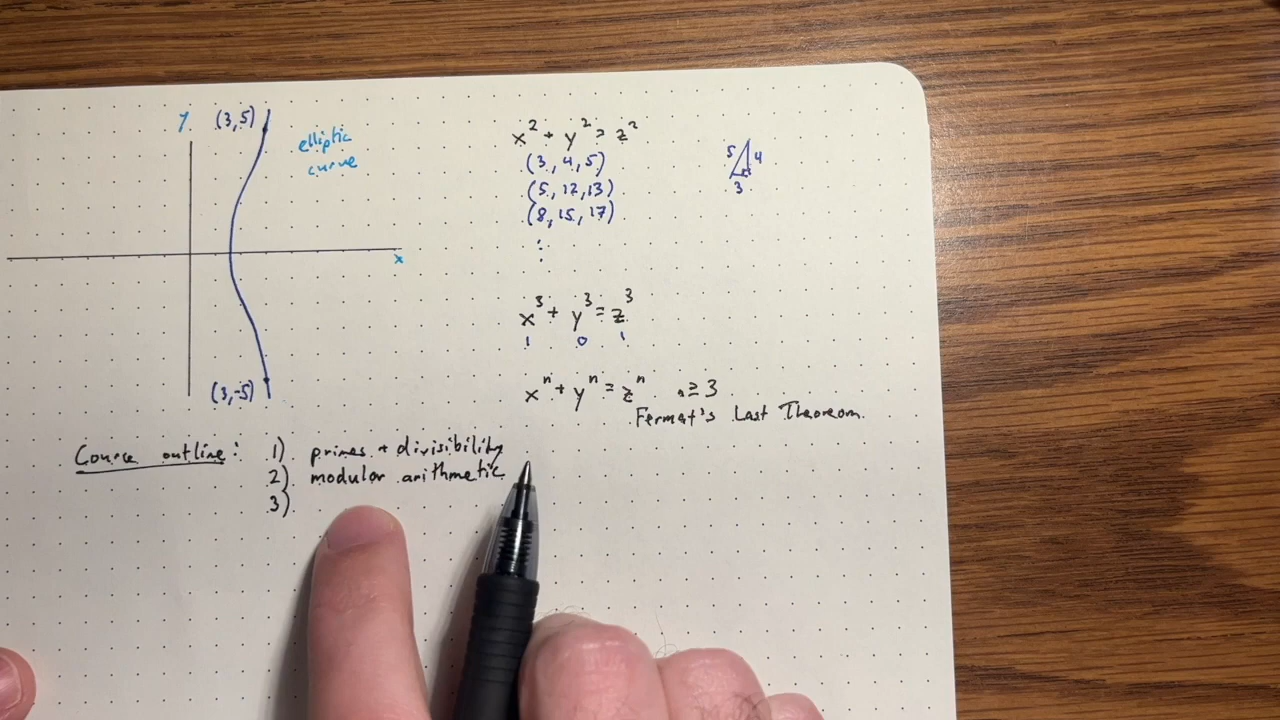 y
(3,5)
elliptic
curve
x
(3,-5)
x² + y² = z²
(3, 4, 5)
(5, 12, 13)
(8, 15, 17)
⋮
5 4
3
x³ + y³ = z³
1 0 1
xⁿ + yⁿ = zⁿ n ≥ 3
Fermat's Last Theorem
Course outline: 1) primes + divisibility
2) modular arithmetic
3)